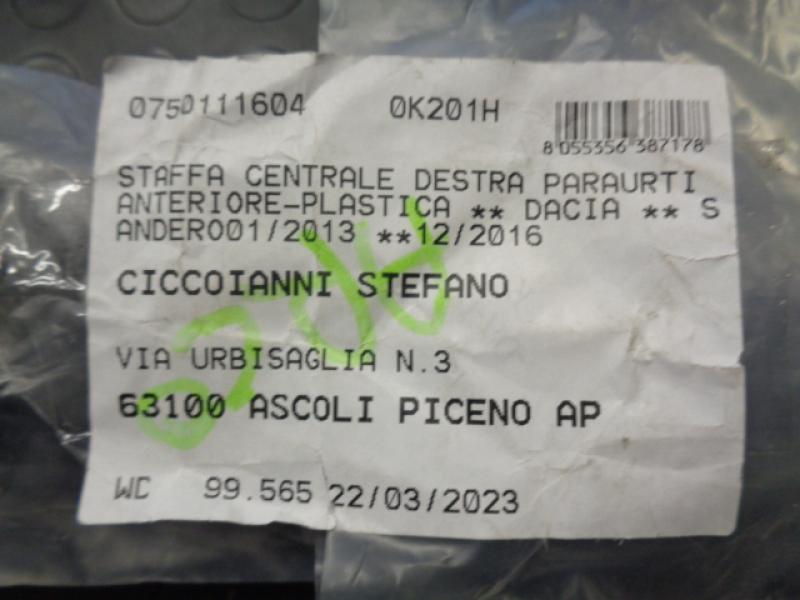 0750111604 0K201H
8 055356 387178
STAFFA CENTRALE DESTRA PARAURTI
ANTERIORE-PLASTICA ** DACIA ** S
ANDERO01/2013 **12/2016
CICCOIANNI STEFANO
VIA URBISAGLIA N.3
63100 ASCOLI PICENO AP
WC 99.565 22/03/2023